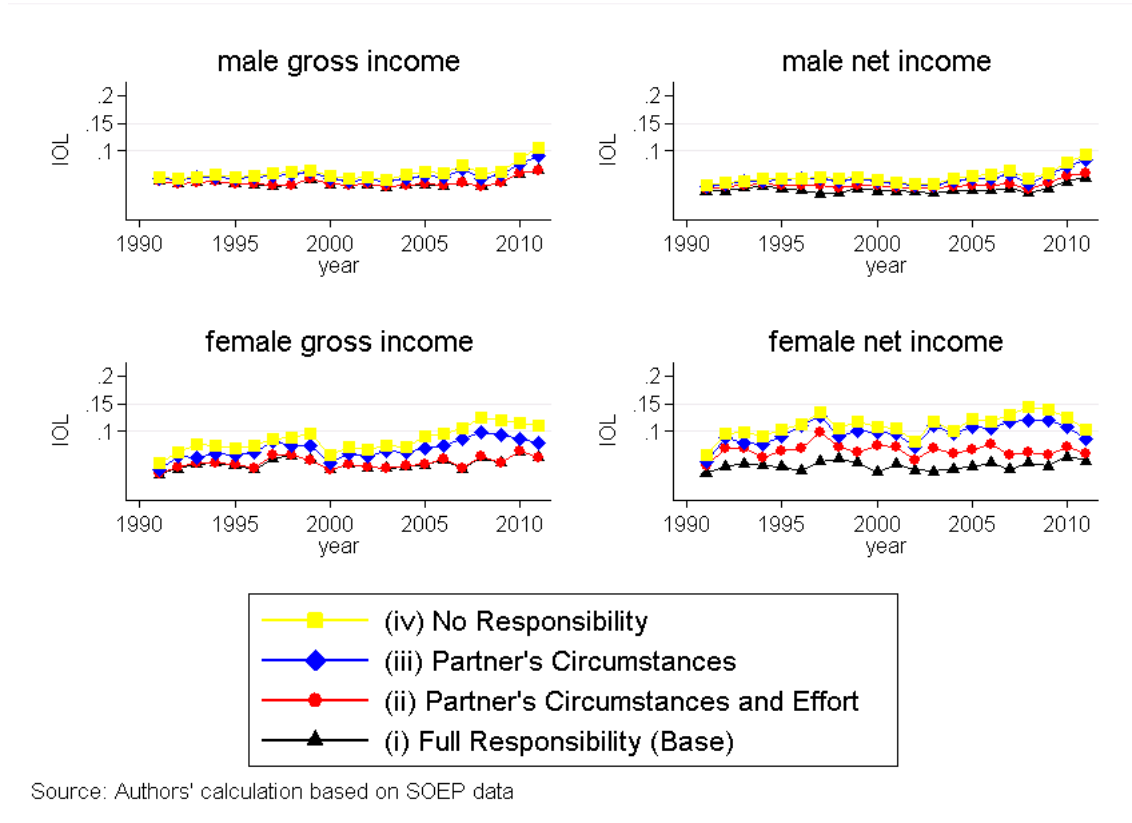 male gross income
IOL
.2
.15
.1
1990 1995 2000 2005 2010
year
male net income
IOL
.2
.15
.1
1990 1995 2000 2005 2010
year
female gross income
IOL
.2
.15
.1
1990 1995 2000 2005 2010
year
female net income
IOL
.2
.15
.1
1990 1995 2000 2005 2010
year
(iv) No Responsibility
(iii) Partner's Circumstances
(ii) Partner's Circumstances and Effort
(i) Full Responsibility (Base)
Source: Authors' calculation based on SOEP data